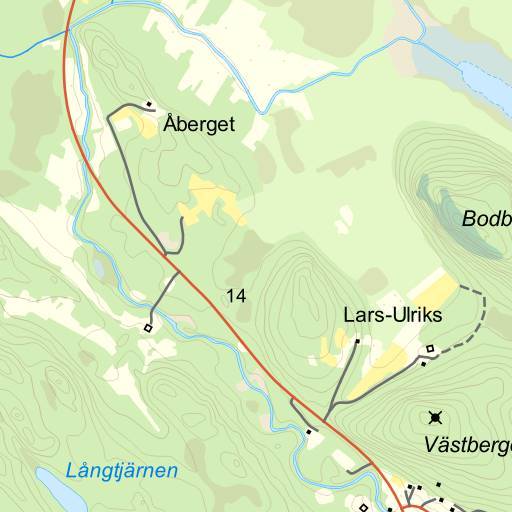 Åberget
Bodb
14
Lars-Ulriks
Västberge
Långtjärnen